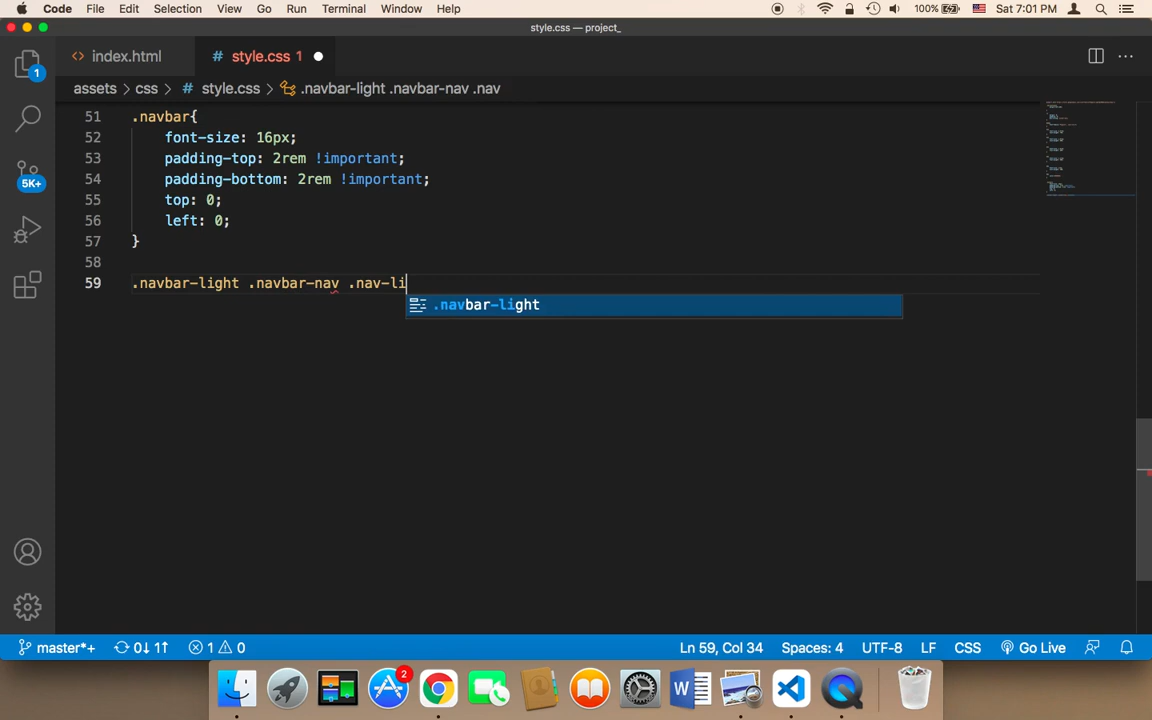 Code File Edit Selection View Go Run Terminal Window Help 100% Sat 7:01 PM
style.css — project_
index.html # style.css 1
assets > css > # style.css > .navbar-light .navbar-nav .nav
1
5K+
51 .navbar{
52 font-size: 16px;
53 padding-top: 2rem !important;
54 padding-bottom: 2rem !important;
55 top: 0;
56 left: 0;
57 }
58
59 .navbar-light .navbar-nav .nav-li
.navbar-light
master*+ 0↓ 1↑ 1 0 Ln 59, Col 34 Spaces: 4 UTF-8 LF CSS Go Live
2